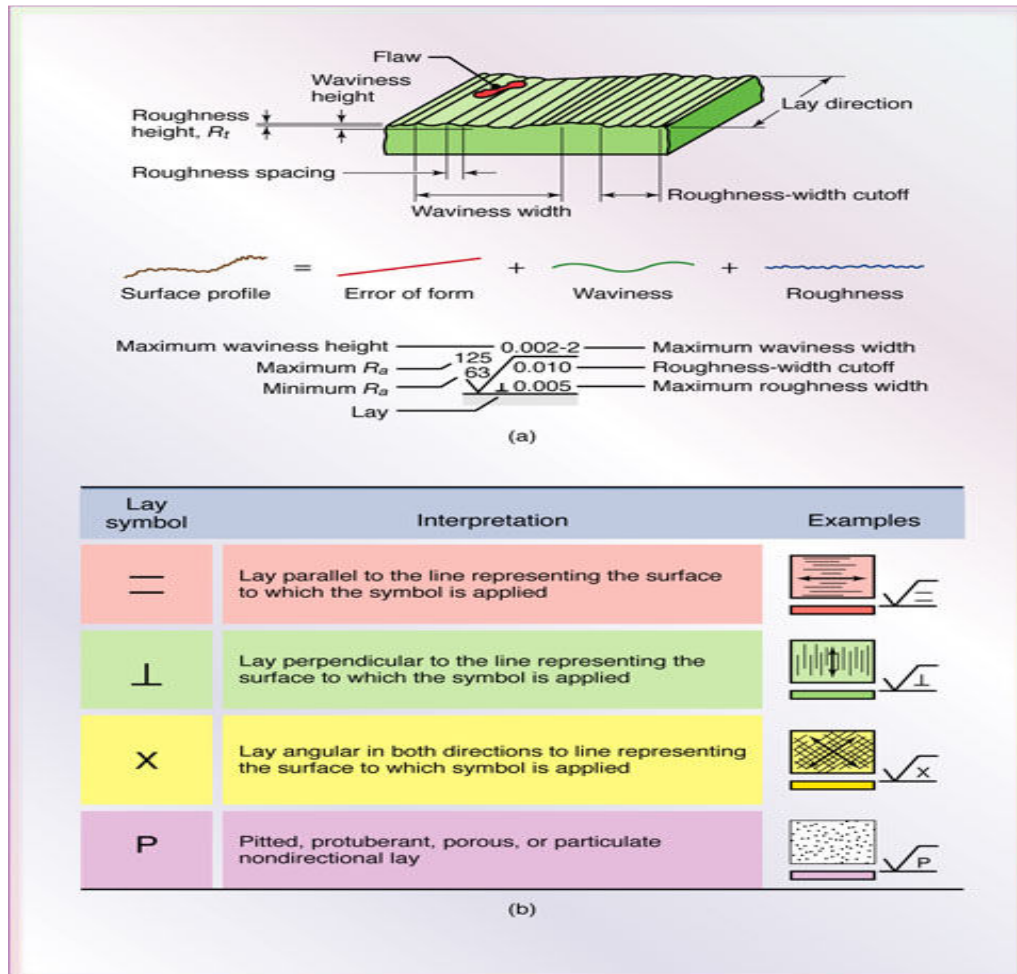 Flaw
Waviness
height
Roughness
height, Rt
Lay direction
Roughness spacing
Roughness-width cutoff
Waviness width
= + +
Surface profile Error of form Waviness Roughness
Maximum waviness height 0.002-2 Maximum waviness width
Maximum Ra 125 0.010 Roughness-width cutoff
Minimum Ra 63 ⊥ 0.005 Maximum roughness width
Lay
(a)
Lay
symbol
Interpretation
Examples
=
Lay parallel to the line representing the surface
to which the symbol is applied
=
⊥
Lay perpendicular to the line representing the
surface to which the symbol is applied
⊥
X
Lay angular in both directions to line representing
the surface to which symbol is applied
X
P
Pitted, protuberant, porous, or particulate
nondirectional lay
P
(b)